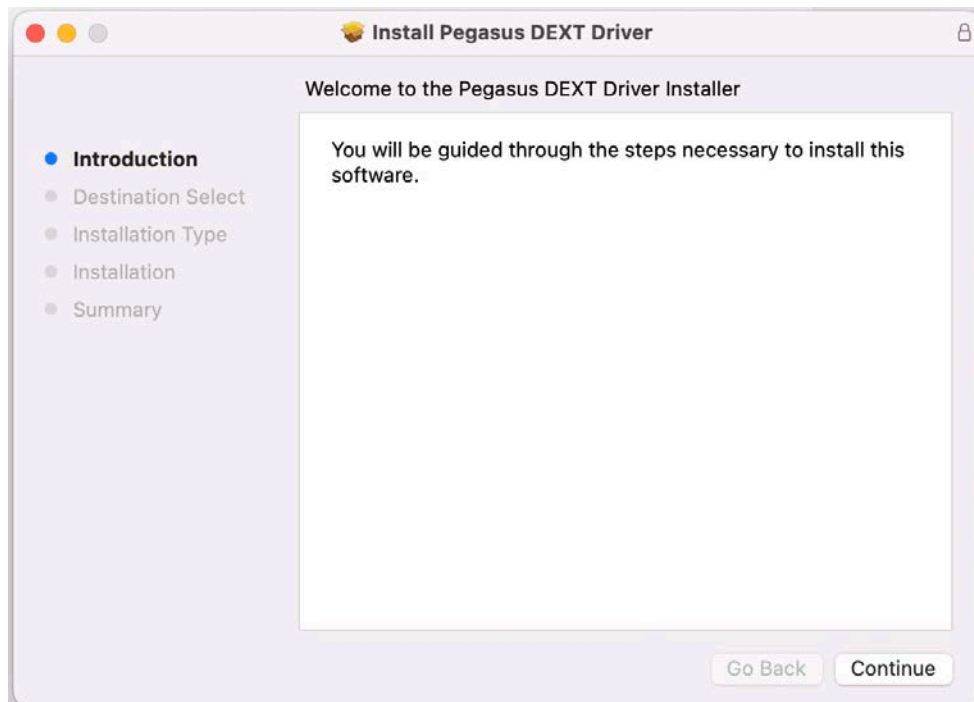 Install Pegasus DEXT Driver
Welcome to the Pegasus DEXT Driver Installer
Introduction
Destination Select
Installation Type
Installation
Summary
You will be guided through the steps necessary to install this
software.
Go Back
Continue